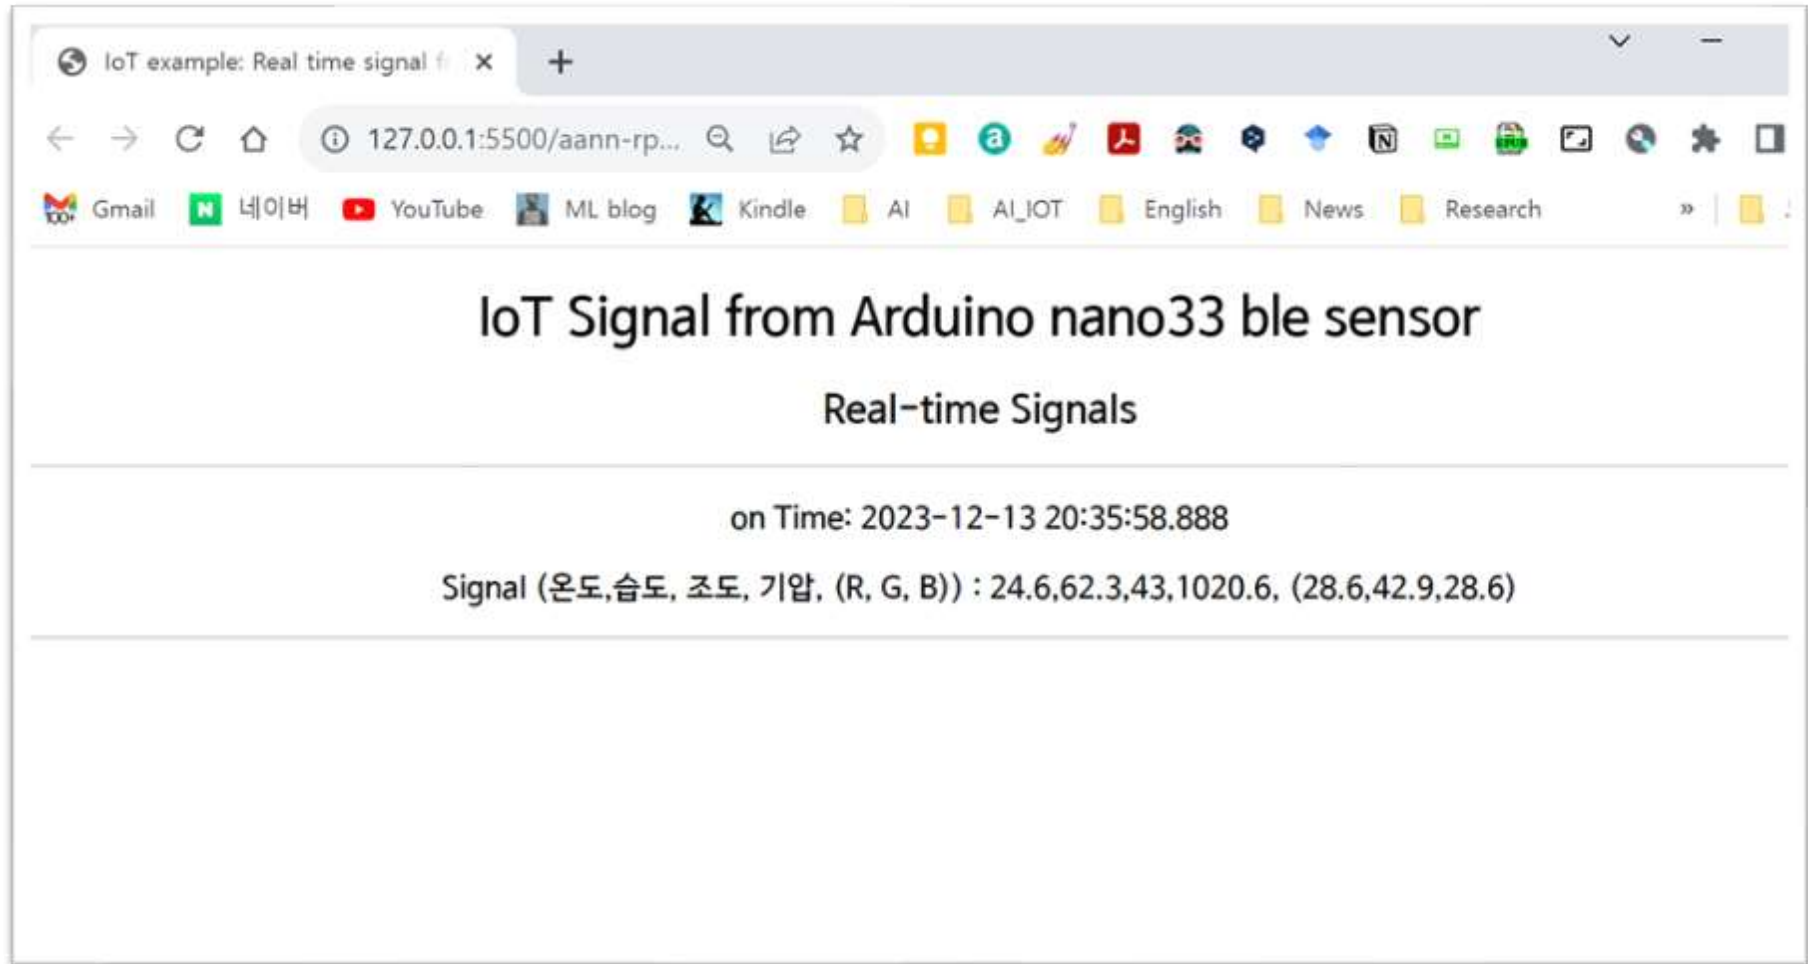 IoT example: Real time signal
127.0.0.1:5500/aann-rp...
Gmail 네이버 YouTube ML blog Kindle AI AI_IOT English News Research »
IoT Signal from Arduino nano33 ble sensor
Real-time Signals
on Time: 2023-12-13 20:35:58.888
Signal (온도,습도, 조도, 기압, (R, G, B)) : 24.6,62.3,43,1020.6, (28.6,42.9,28.6)